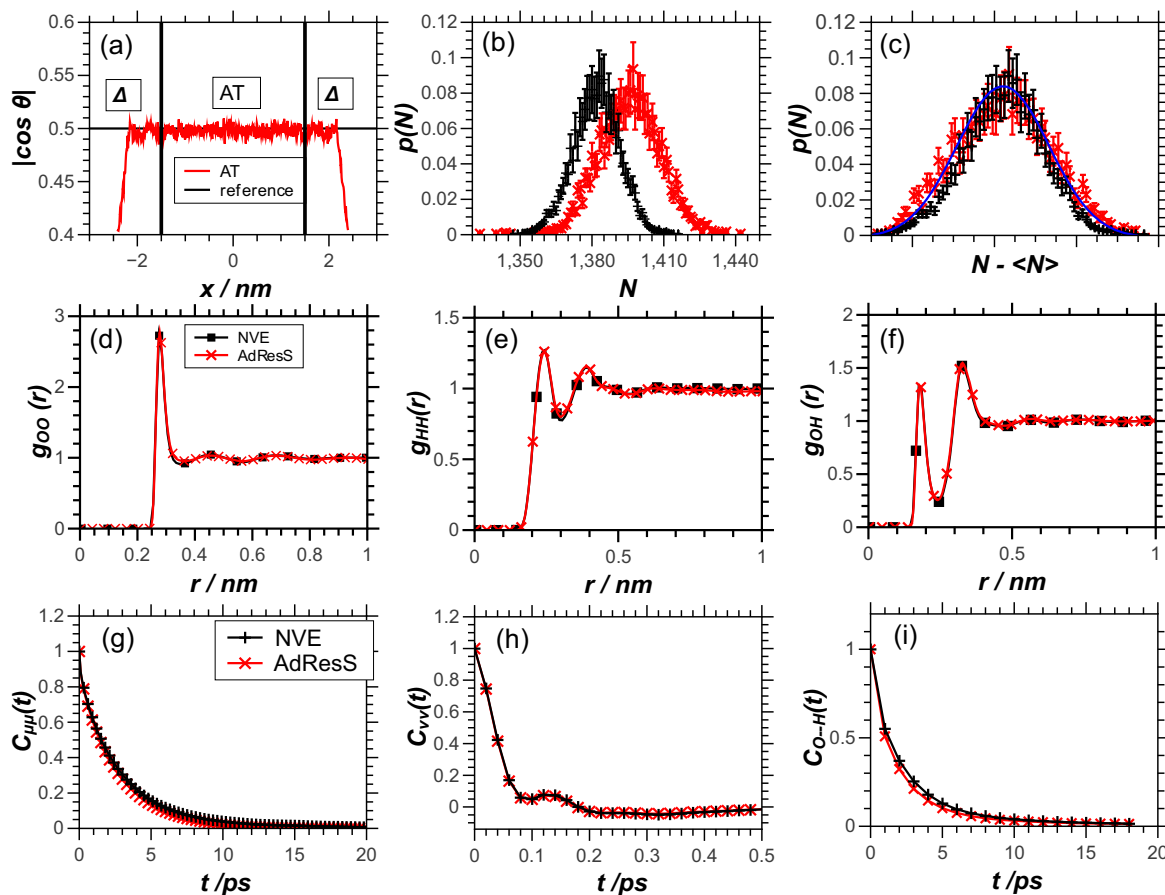 (a)
|cos θ|
0.6
0.55
0.5
0.45
0.4
Δ
AT
Δ
AT
reference
−2
0
2
x / nm
(b)
p(N)
0.12
0.1
0.08
0.06
0.04
0.02
0
1,350
1,380
1,410
1,440
N
(c)
p(N)
0.12
0.1
0.08
0.06
0.04
0.02
0
N - <N>
(d)
gOO (r)
3
2
1
0
NVE
AdResS
0
0.2
0.4
0.6
0.8
1
r / nm
(e)
gHH(r)
1.5
1
0.5
0
0
0.5
1
r / nm
(f)
gOH (r)
2
1.5
1
0.5
0
0
0.5
1
r / nm
(g)
Cμμ(t)
1.2
1
0.8
0.6
0.4
0.2
0
NVE
AdResS
0
5
10
15
20
t /ps
(h)
Cvv(t)
1.2
1
0.8
0.6
0.4
0.2
0
0
0.1
0.2
0.3
0.4
0.5
t /ps
(i)
CO--H(t)
1
0.5
0
0
5
10
15
20
t /ps